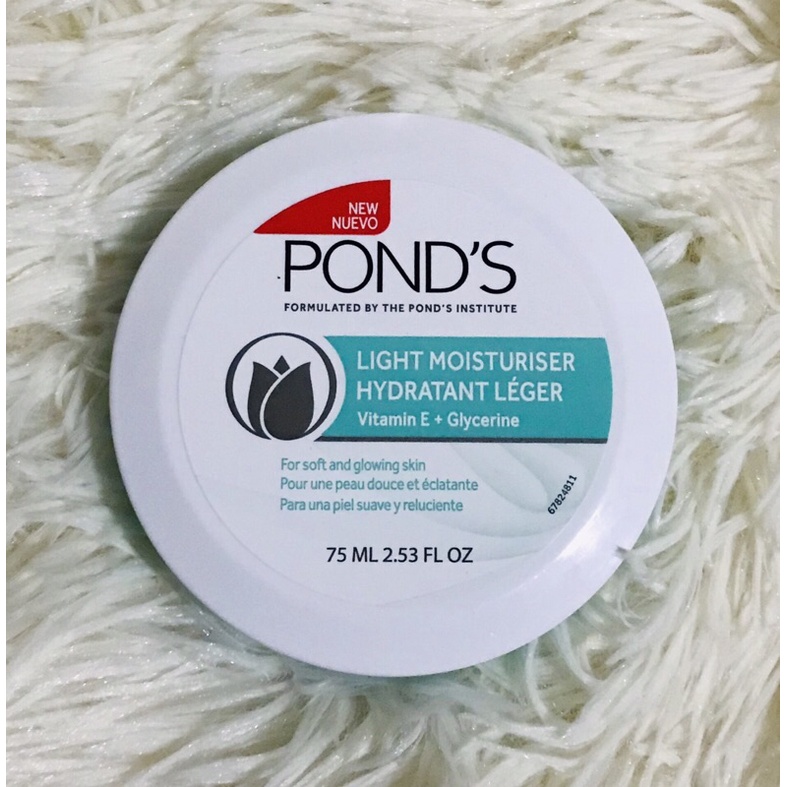 NEW
NUEVO
POND'S
FORMULATED BY THE POND'S INSTITUTE
LIGHT MOISTURISER
HYDRATANT LÉGER
Vitamin E + Glycerine
For soft and glowing skin
Pour une peau douce et éclatante
Para una piel suave y reluciente
67824811
75 ML 2.53 FL OZ